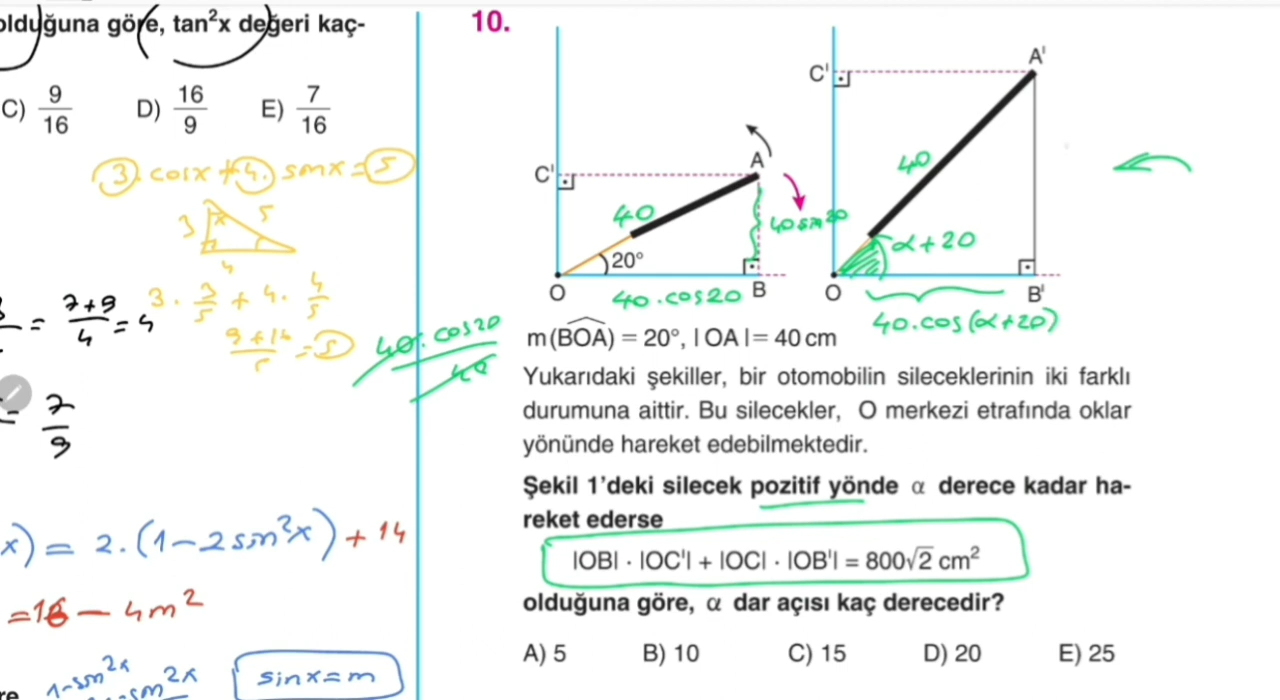 olduğuna göre, tan²x değeri kaç-
C) 9/16 D) 16/9 E) 7/16
3. cosx + 4. sinx = 5
3 x 5
4
3. 3/5 + 4. 4/5
9+16/5 = 5
= 7+9/4 = 4
= 7/9
x) = 2.(1-2sin²x) + 14
=16 - 4m²
1-sin²x
sin²x
sinx=m
10.
C' A
40
40sin20
20°
O 40.cos20 B
C' A'
40
α+20
O B'
40.cos(α+20)
40.cos20
40
m(BOA) = 20°, | OA |= 40 cm
Yukarıdaki şekiller, bir otomobilin sileceklerinin iki farklı
durumuna aittir. Bu silecekler, O merkezi etrafında oklar
yönünde hareket edebilmektedir.
Şekil 1'deki silecek pozitif yönde α derece kadar ha-
reket ederse
|OB| · |OC'| + |OC| · |OB'| = 800√2 cm²
olduğuna göre, α dar açısı kaç derecedir?
A) 5 B) 10 C) 15 D) 20 E) 25